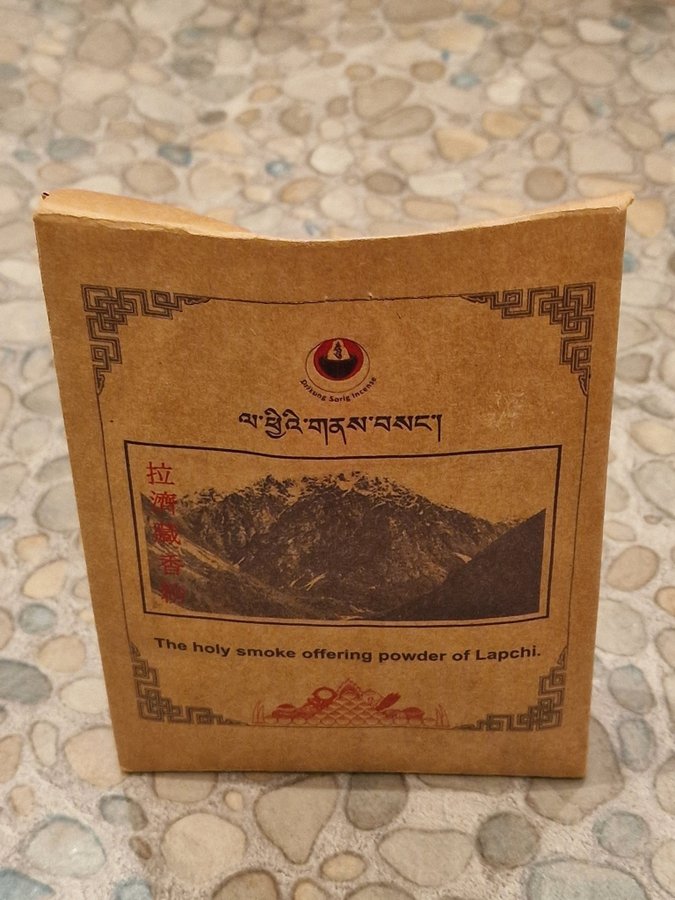 Drikung Sorig Incense
ལ་ཕྱིའི་གནས་བསང་།
拉濟藏香粉
The holy smoke offering powder of Lapchi.